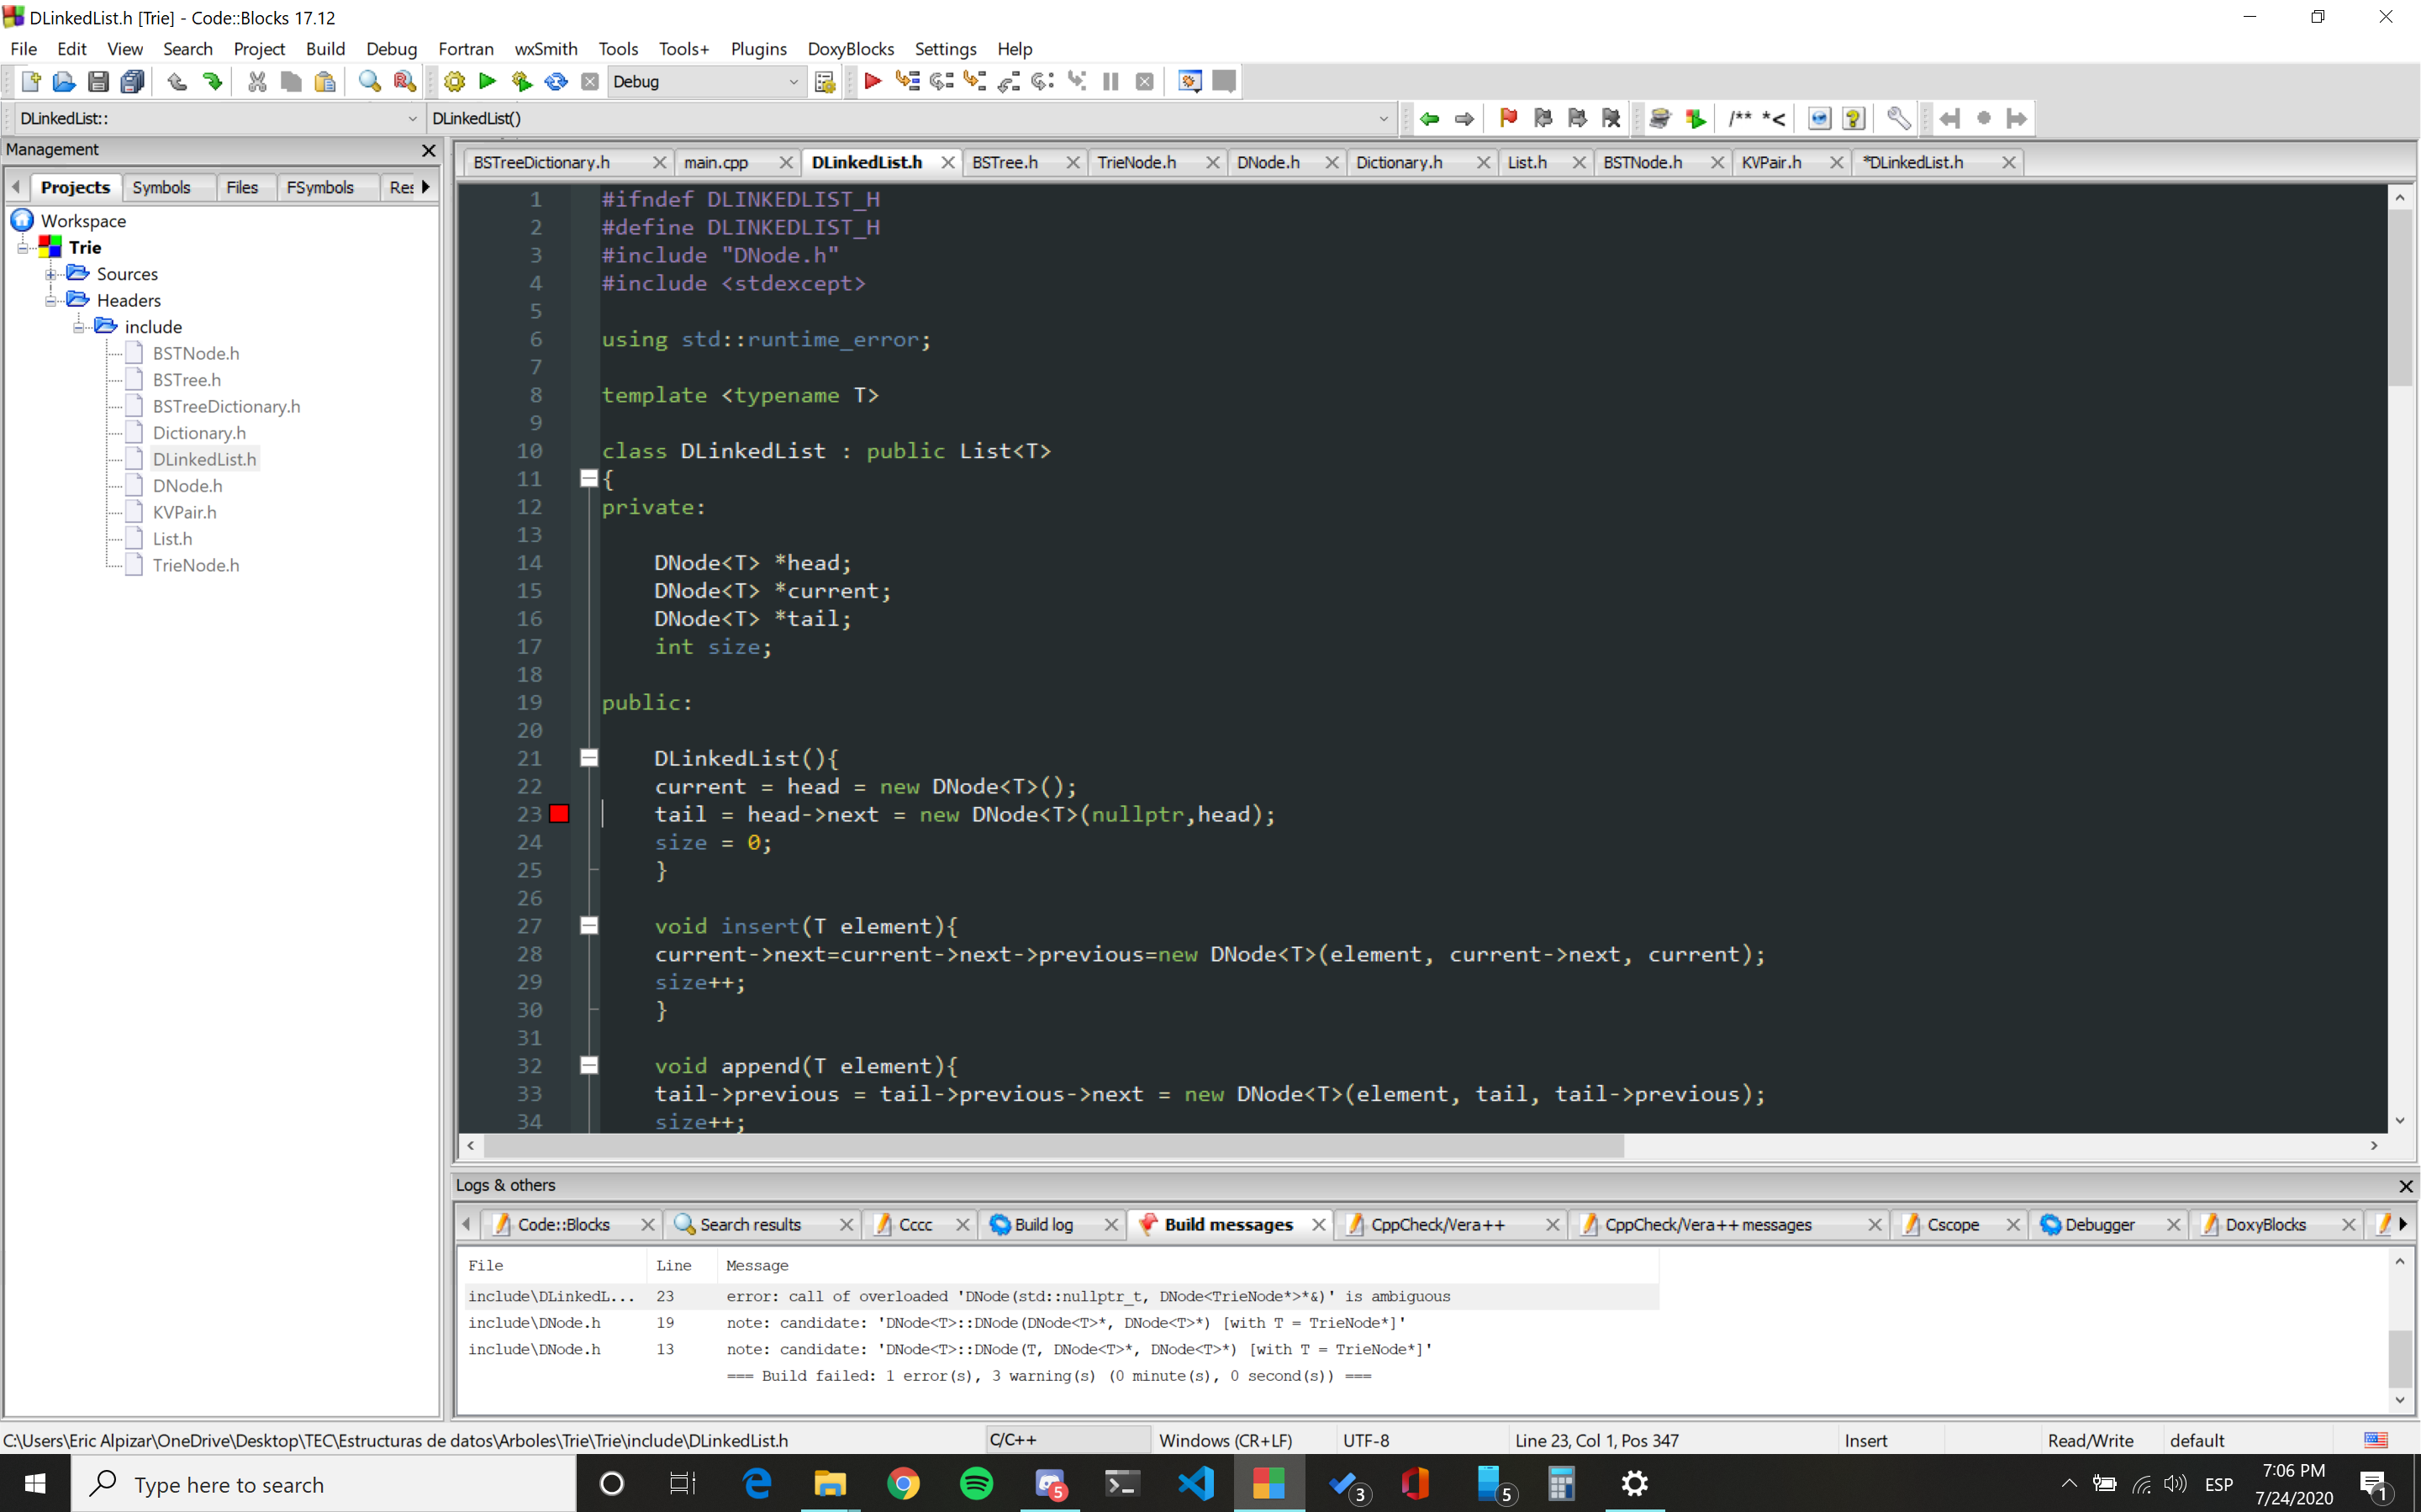 DLinkedList.h [Trie] - Code::Blocks 17.12
File Edit View Search Project Build Debug Fortran wxSmith Tools Tools+ Plugins DoxyBlocks Settings Help
Debug
DLinkedList:: DLinkedList() /** *<
Management
Projects Symbols Files FSymbols Res
Workspace
Trie
Sources
Headers
include
BSTNode.h
BSTree.h
BSTreeDictionary.h
Dictionary.h
DLinkedList.h
DNode.h
KVPair.h
List.h
TrieNode.h
BSTreeDictionary.h main.cpp DLinkedList.h BSTree.h TrieNode.h DNode.h Dictionary.h List.h BSTNode.h KVPair.h *DLinkedList.h
1 #ifndef DLINKEDLIST_H
2 #define DLINKEDLIST_H
3 #include "DNode.h"
4 #include <stdexcept>
5
6 using std::runtime_error;
7
8 template <typename T>
9
10 class DLinkedList : public List<T>
11 {
12 private:
13
14 DNode<T> *head;
15 DNode<T> *current;
16 DNode<T> *tail;
17 int size;
18
19 public:
20
21 DLinkedList(){
22 current = head = new DNode<T>();
23 tail = head->next = new DNode<T>(nullptr,head);
24 size = 0;
25 }
26
27 void insert(T element){
28 current->next=current->next->previous=new DNode<T>(element, current->next, current);
29 size++;
30 }
31
32 void append(T element){
33 tail->previous = tail->previous->next = new DNode<T>(element, tail, tail->previous);
34 size++;
Logs & others
Code::Blocks Search results Cccc Build log Build messages CppCheck/Vera++ CppCheck/Vera++ messages Cscope Debugger DoxyBlocks
File Line Message
include\DLinkedL... 23 error: call of overloaded 'DNode(std::nullptr_t, DNode<TrieNode*>*&)' is ambiguous
include\DNode.h 19 note: candidate: 'DNode<T>::DNode(DNode<T>*, DNode<T>*) [with T = TrieNode*]'
include\DNode.h 13 note: candidate: 'DNode<T>::DNode(T, DNode<T>*, DNode<T>*) [with T = TrieNode*]'
=== Build failed: 1 error(s), 3 warning(s) (0 minute(s), 0 second(s)) ===
C:\Users\Eric Alpizar\OneDrive\Desktop\TEC\Estructuras de datos\Arboles\Trie\Trie\include\DLinkedList.h C/C++ Windows (CR+LF) UTF-8 Line 23, Col 1, Pos 347 Insert Read/Write default
Type here to search 5 3 5 ESP 7:06 PM 1
7/24/2020